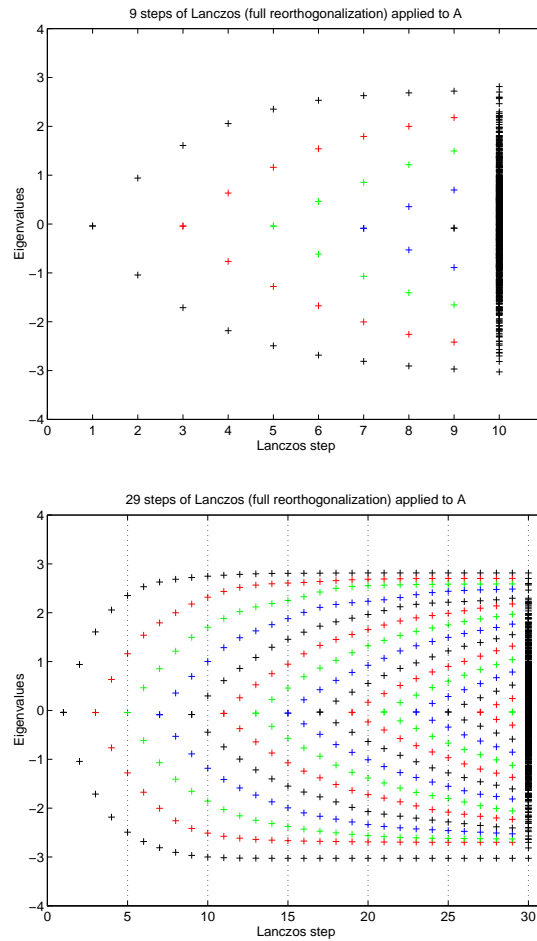 9 steps of Lanczos (full reorthogonalization) applied to A
4
3
2
1
0
−1
−2
−3
−4
Eigenvalues
0 1 2 3 4 5 6 7 8 9 10
Lanczos step
29 steps of Lanczos (full reorthogonalization) applied to A
4
3
2
1
0
−1
−2
−3
−4
Eigenvalues
0 5 10 15 20 25 30
Lanczos step